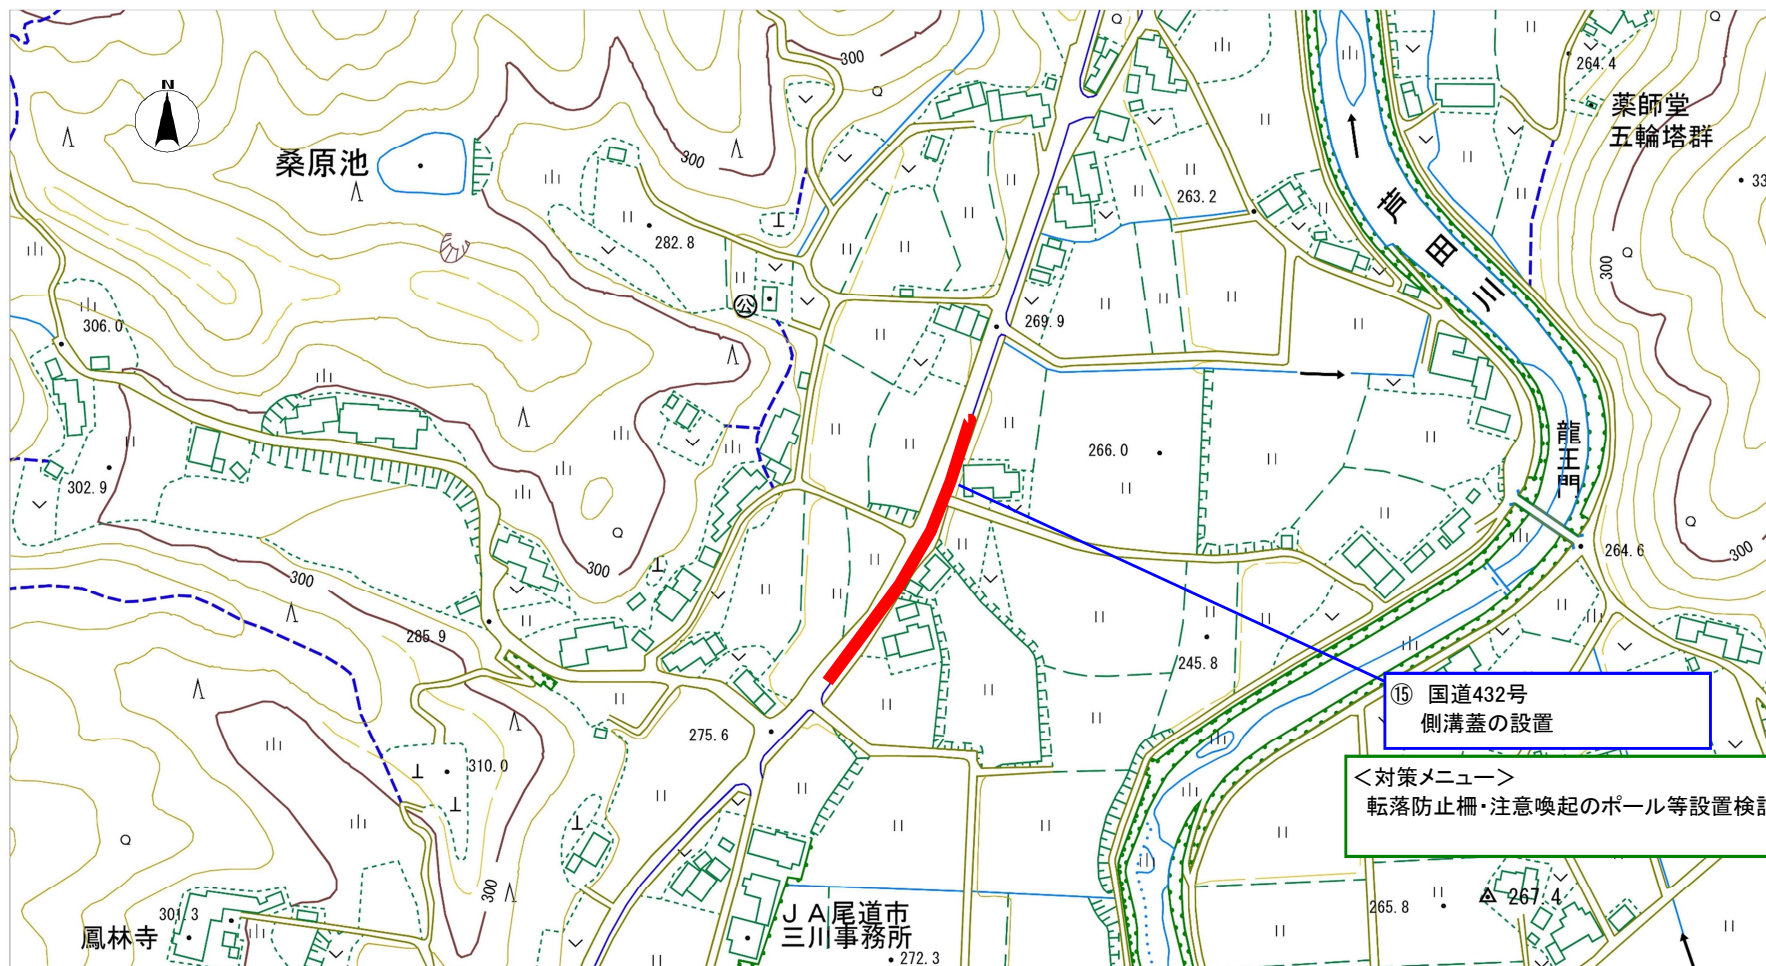 N
300
264.4
薬師堂
五輪塔群
桑原池
300
263.2
33
芦田川
282.8
公
300
269.9
306.0
龍王門
266.0
302.9
300
300
264.6
300
285.9
245.8
⑮ 国道432号
側溝蓋の設置
275.6
310.0
＜対策メニュー＞
転落防止柵・注意喚起のポール等設置検討
300
267.4
265.8
301.3
鳳林寺
ＪＡ尾道市
三川事務所
272.3